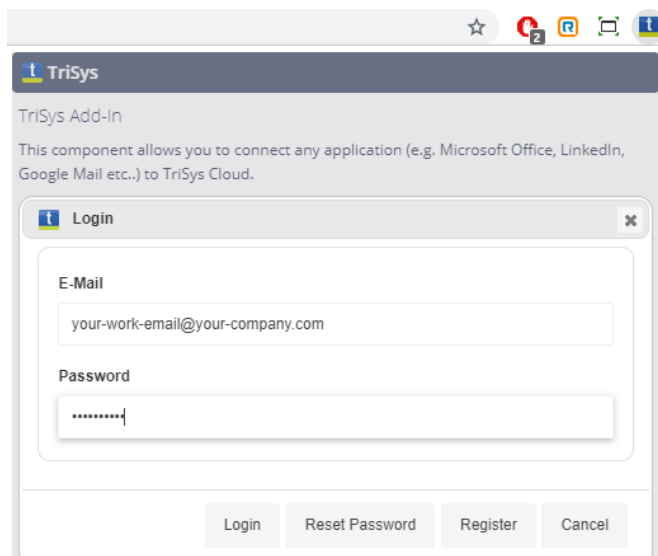 2
R
t
t TriSys
TriSys Add-In
This component allows you to connect any application (e.g. Microsoft Office, LinkedIn,
Google Mail etc..) to TriSys Cloud.
t Login
E-Mail
your-work-email@your-company.com
Password
••••••••••
Login Reset Password Register Cancel